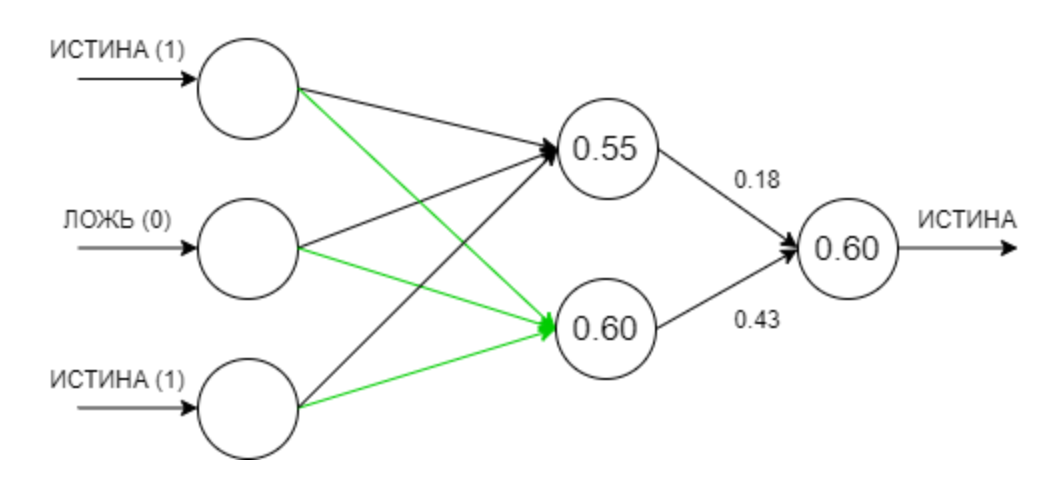 ИСТИНА (1)
ЛОЖЬ (0)
ИСТИНА (1)
0.55
0.60
0.18
0.43
0.60
ИСТИНА